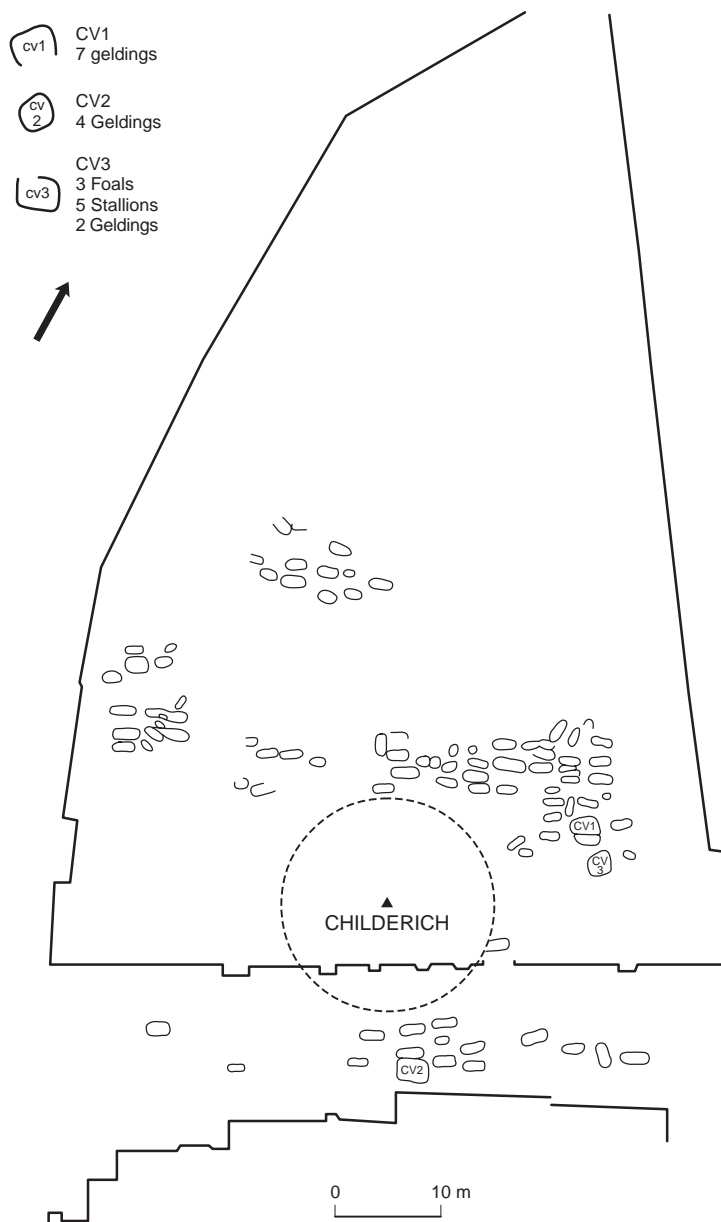 cv1
CV1
7 geldings
cv
2
CV2
4 Geldings
cv3
CV3
3 Foals
5 Stallions
2 Geldings
CV1
CV
3
CHILDERICH
CV2
0 10 m